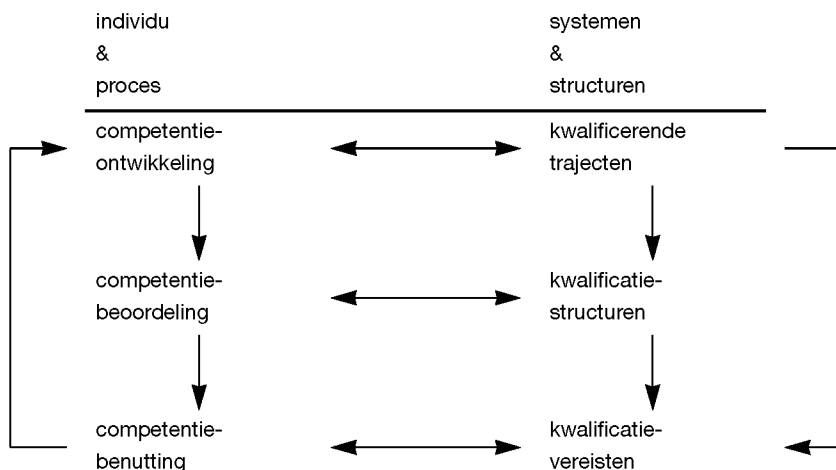 individu
&
proces
systemen
&
structuren
competentie-
ontwikkeling
kwalificerende
trajecten
competentie-
beoordeling
kwalificatie-
structuren
competentie-
benutting
kwalificatie-
vereisten